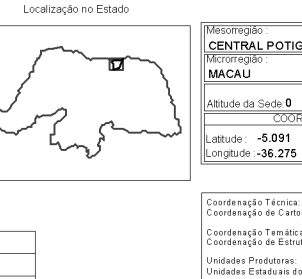 Localização no Estado
Mesorregião :
CENTRAL POTIG
Microrregião :
MACAU
Altitude da Sede: 0
COOR
Latitude : -5.091
Longitude : -36.275
Coordenação Técnica:
Coordenação de Carto
Coordenação Temática
Coordenação de Estrut
Unidades Produtoras:
Unidades Estaduais do